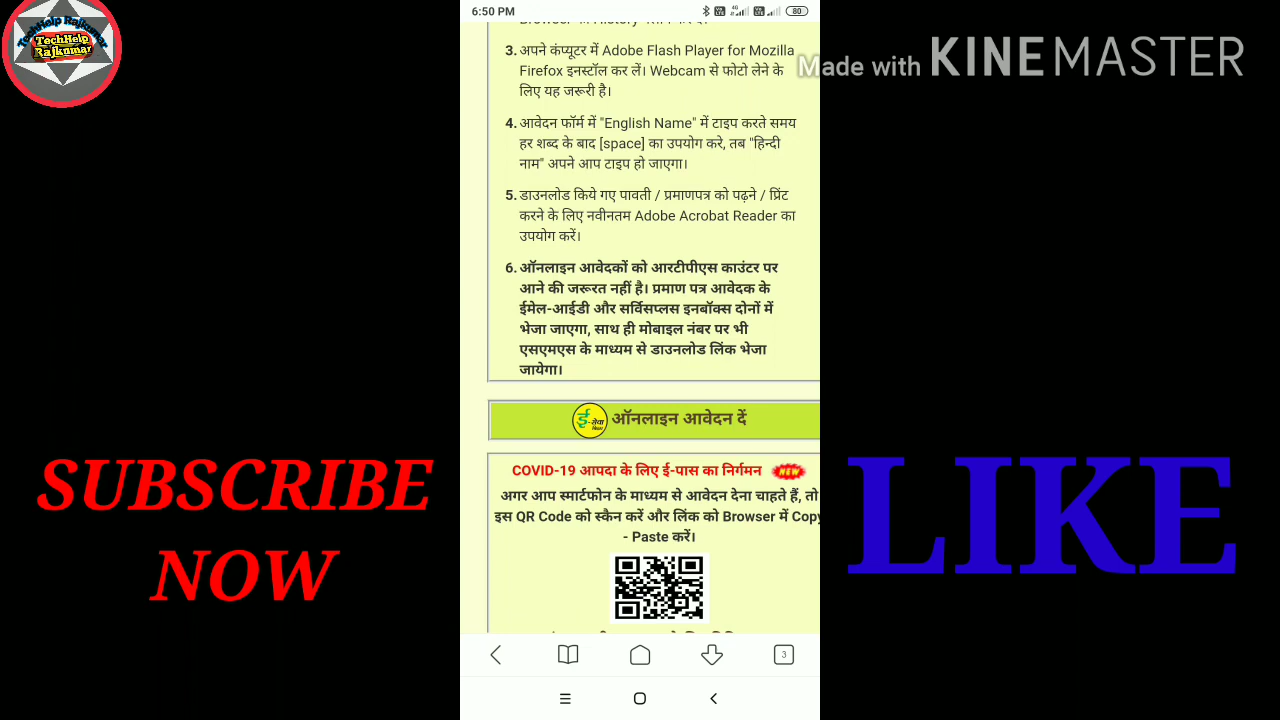 6:50 PM
80
TechHelp Rajkumar
TechHelp
Rajkumar
Made with KINEMASTER
3. अपने कंप्यूटर में Adobe Flash Player for Mozilla
Firefox इनस्टॉल कर लें। Webcam से फोटो लेने के
लिए यह जरूरी है।
4. आवेदन फॉर्म में "English Name" में टाइप करते समय
हर शब्द के बाद [space] का उपयोग करे, तब "हिन्दी
नाम" अपने आप टाइप हो जाएगा।
5. डाउनलोड किये गए पावती / प्रमाणपत्र को पढ़ने / प्रिंट
करने के लिए नवीनतम Adobe Acrobat Reader का
उपयोग करें।
6. ऑनलाइन आवेदकों को आरटीपीएस काउंटर पर
आने की जरूरत नहीं है। प्रमाण पत्र आवेदक के
ईमेल-आईडी और सर्विसप्लस इनबॉक्स दोनों में
भेजा जाएगा, साथ ही मोबाइल नंबर पर भी
एसएमएस के माध्यम से डाउनलोड लिंक भेजा
जायेगा।
ई-सेवा ऑनलाइन आवेदन दें
COVID-19 आपदा के लिए ई-पास का निर्गमन NEW
अगर आप स्मार्टफोन के माध्यम से आवेदन देना चाहते हैं, तो
इस QR Code को स्कैन करें और लिंक को Browser में Copy
- Paste करें।
3
SUBSCRIBE
NOW
LIKE